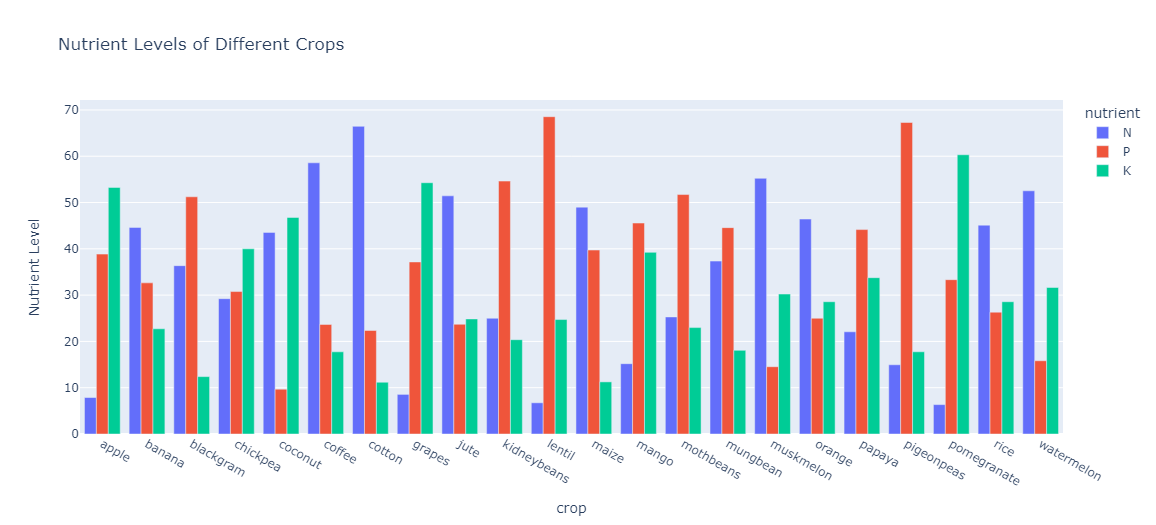 Nutrient Levels of Different Crops
nutrient
N
P
K
Nutrient Level
70
60
50
40
30
20
10
0
apple
banana
blackgram
chickpea
coconut
coffee
cotton
grapes
jute
kidneybeans
lentil
maize
mango
mothbeans
mungbean
muskmelon
orange
papaya
pigeonpeas
pomegranate
rice
watermelon
crop